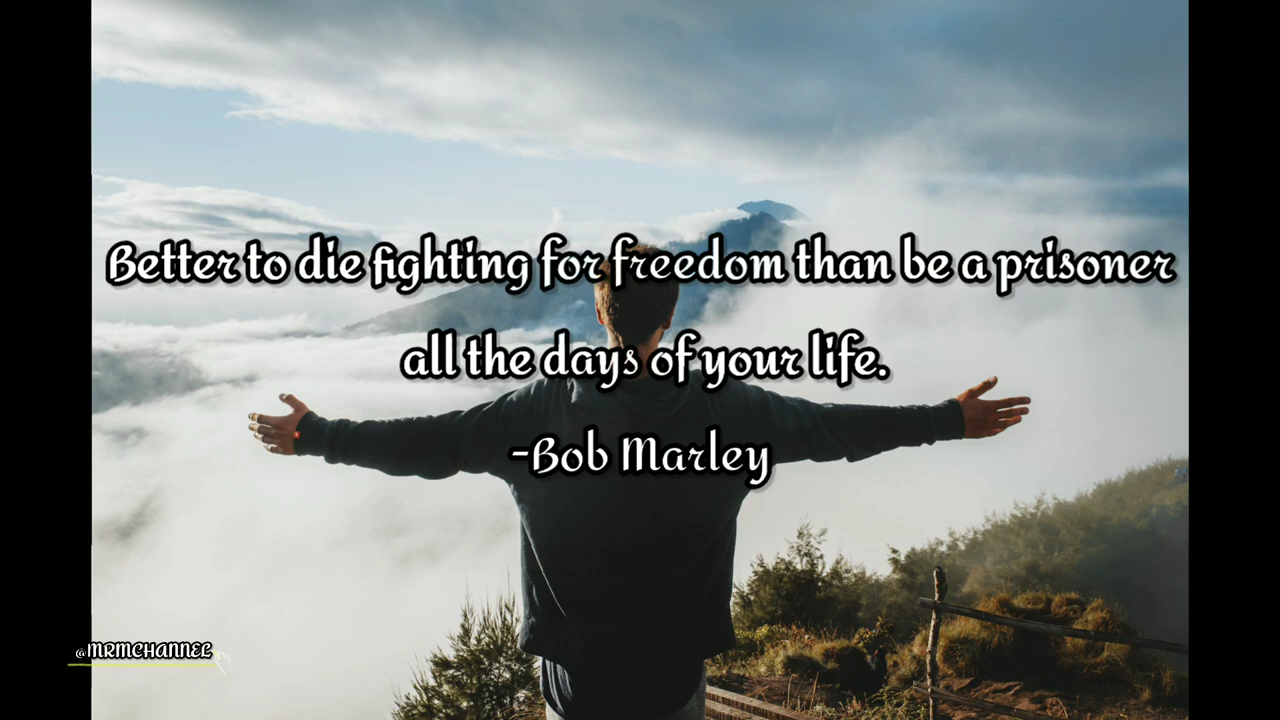 Better to die fighting for freedom than be a prisoner
all the days of your life.
-Bob Marley
@MRMCHANNEL